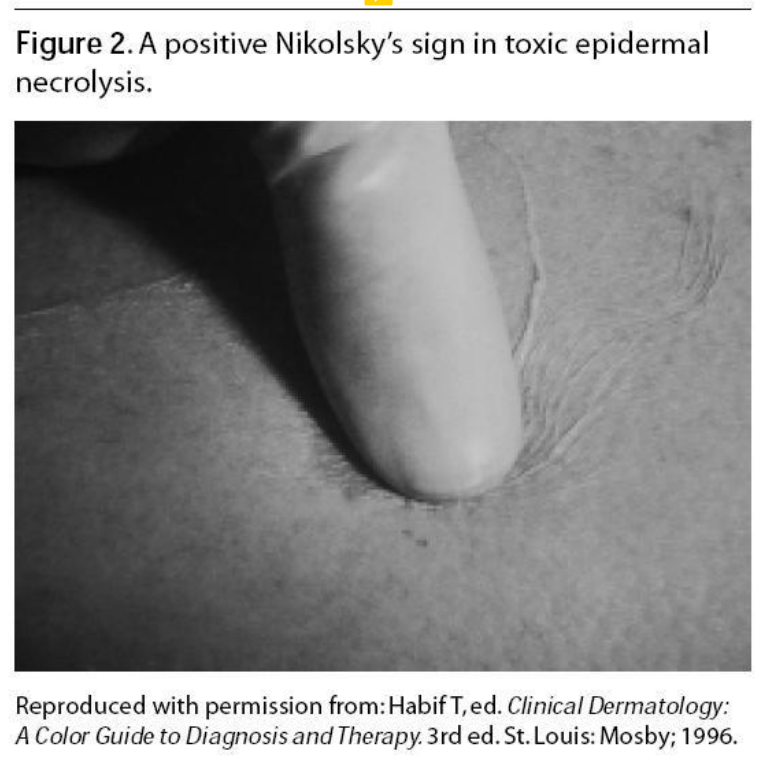 Figure 2. A positive Nikolsky's sign in toxic epidermal
necrolysis.
Reproduced with permission from: Habif T, ed. Clinical Dermatology:
A Color Guide to Diagnosis and Therapy. 3rd ed. St. Louis: Mosby; 1996.